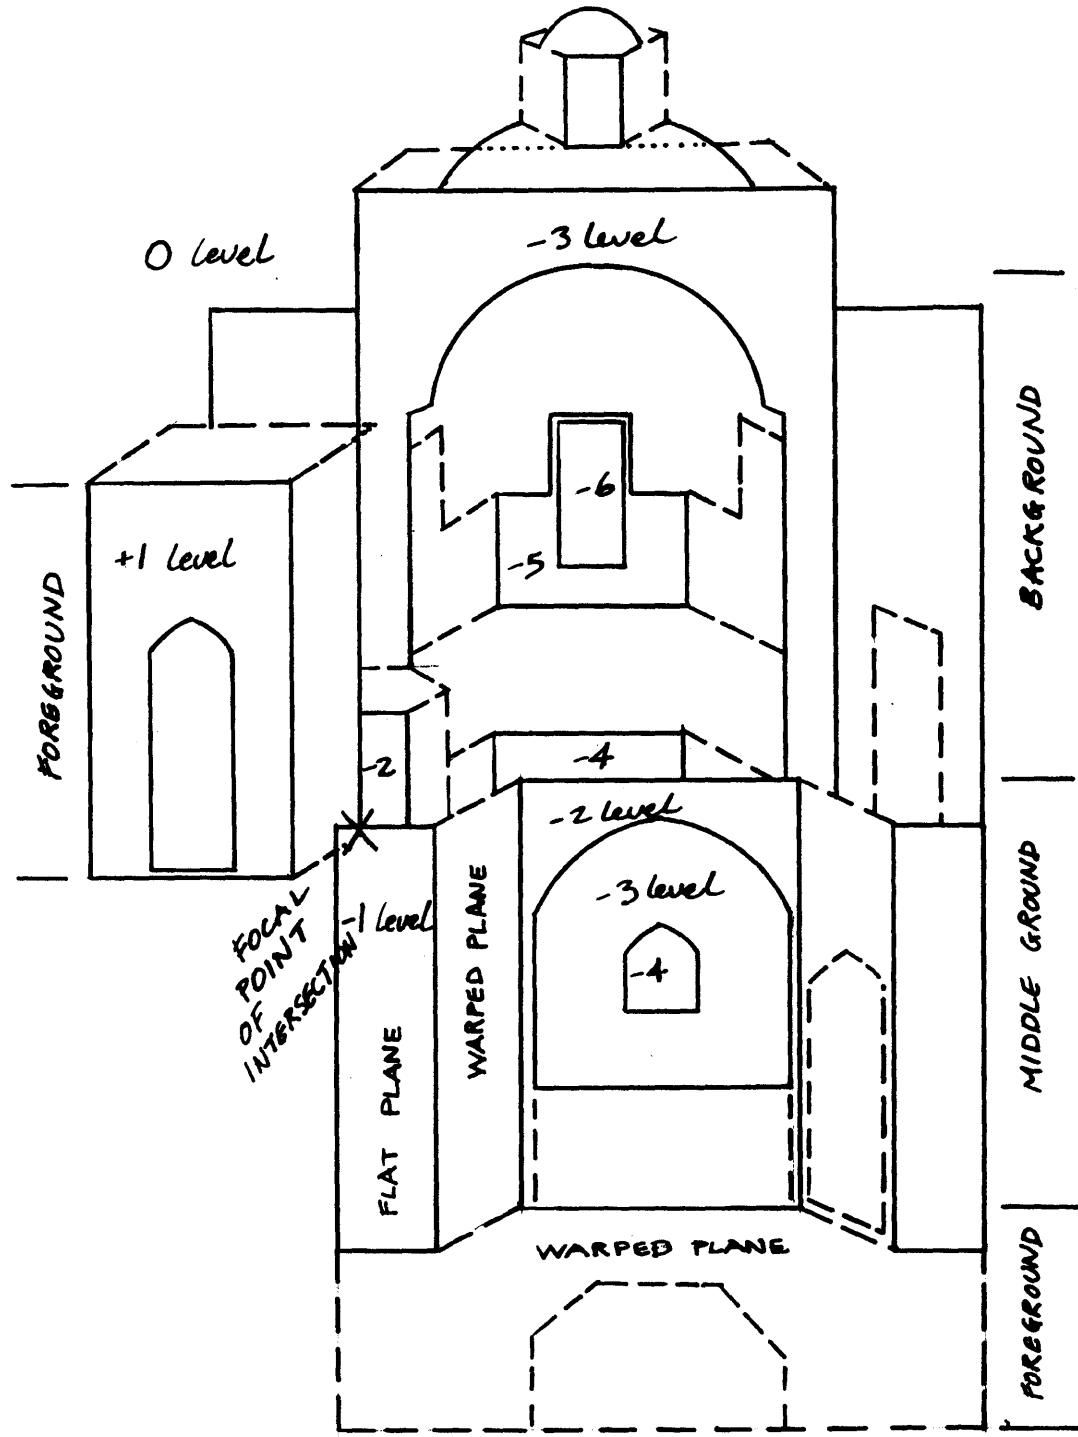 -3 level
0 level
-6
+1 level
-5
BACKGROUND
FOREGROUND
-2
-4
-2 level
-3 level
-1 level
-4
FOCAL
POINT
OF
INTERSECTION
WARPED PLANE
FLAT PLANE
MIDDLE GROUND
WARPED PLANE
FOREGROUND